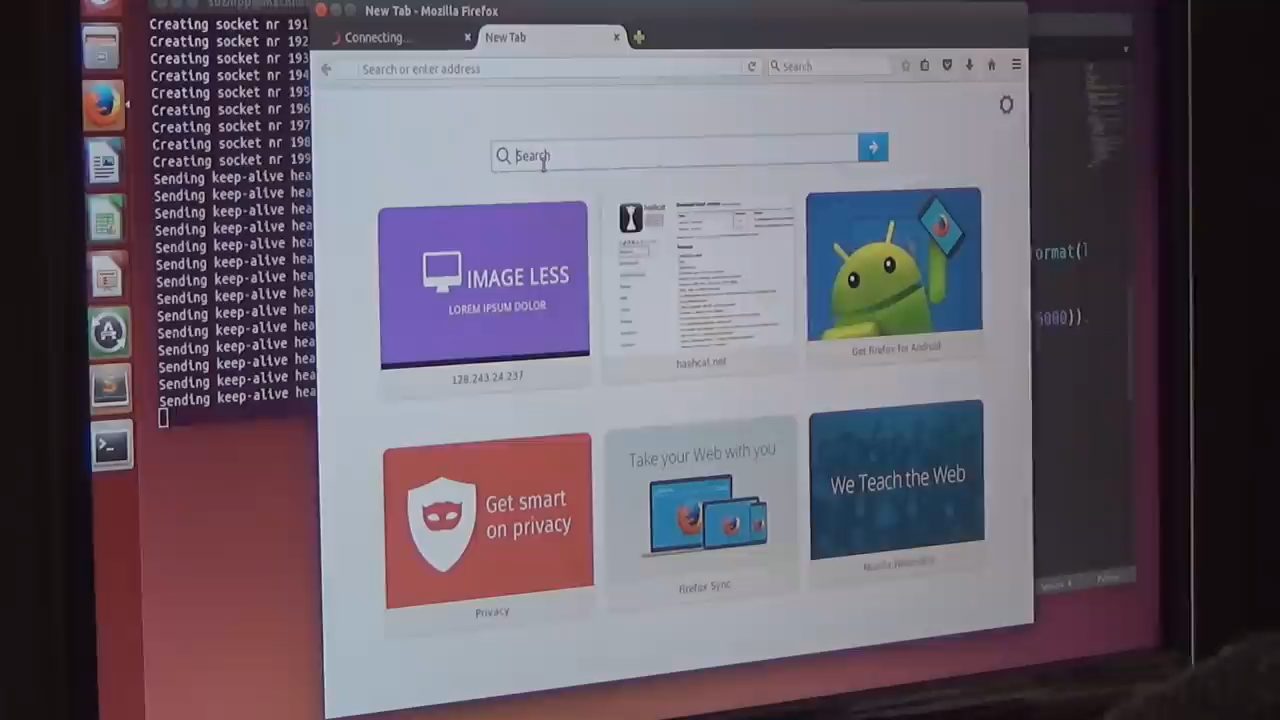 Creating socket nr 191
Creating socket nr 192
Creating socket nr 193
Creating socket nr 194
Creating socket nr 195
Creating socket nr 196
Creating socket nr 197
Creating socket nr 198
Creating socket nr 199
Sending keep-alive hea
Sending keep-alive hea
Sending keep-alive hea
Sending keep-alive hea
Sending keep-alive hea
Sending keep-alive hea
Sending keep-alive hea
Sending keep-alive hea
Sending keep-alive hea
Sending keep-alive hea
Sending keep-alive hea
Sending keep-alive hea
Sending keep-alive hea
Sending keep-alive hea
New Tab - Mozilla Firefox
Connecting...
New Tab
Search or enter address
Search
Search
IMAGE LESS
LOREM IPSUM DOLOR
128.243.24.237
hashcat
hashcat.net
Get Firefox for Android
Get smart
on privacy
Privacy
Take your Web with you
Firefox Sync
We Teach the Web
ormat(
5000)).